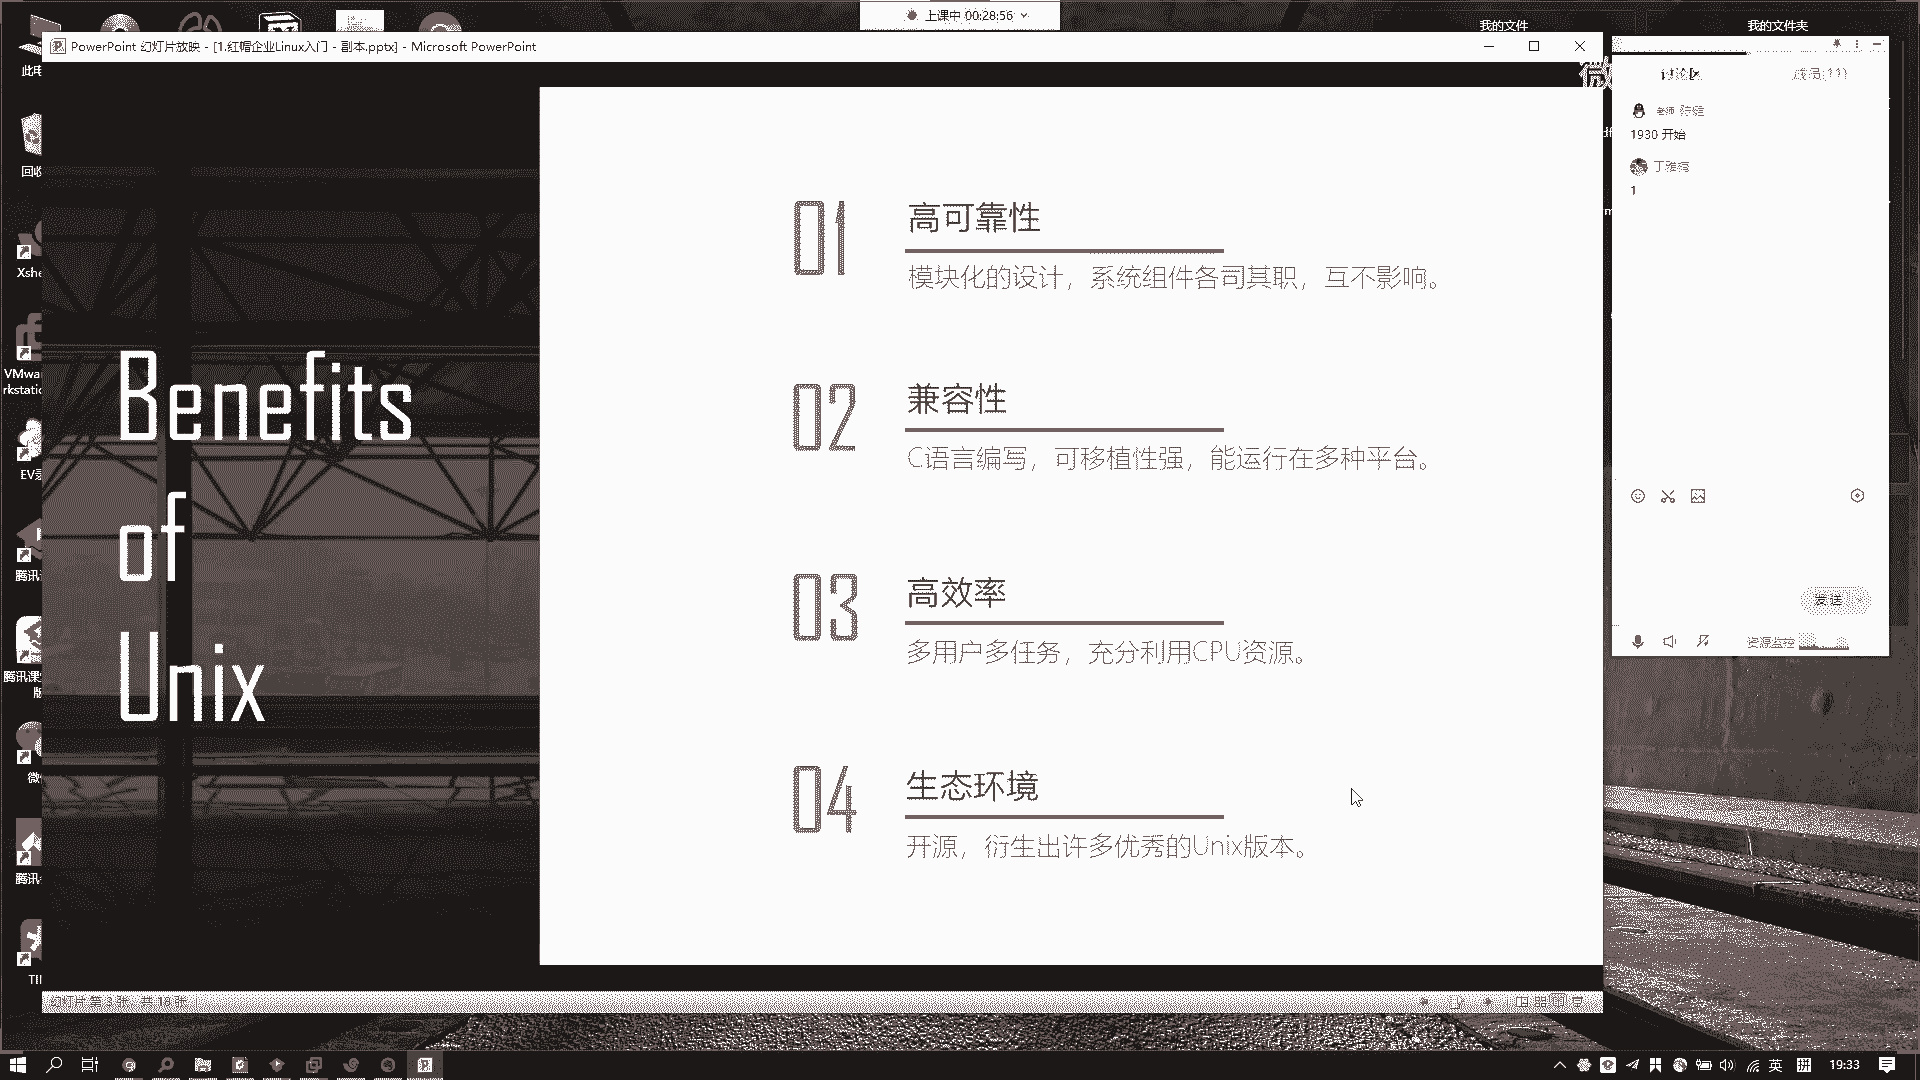 上课中 00:28:56
我的文件
我的文件夹
PowerPoint 幻灯片放映 - [1.红帽企业Linux入门 - 副本.pptx] - Microsoft PowerPoint
此电
回收
Xshe
VMwa
rkstatic
EV录
腾讯
腾讯课
版
微
腾讯
TI
Benefits
of
Unix
01
高可靠性
模块化的设计，系统组件各司其职，互不影响。
02
兼容性
C语言编写，可移植性强，能运行在多种平台。
03
高效率
多用户多任务，充分利用CPU资源。
04
生态环境
开源，衍生出许多优秀的Unix版本。
讨论区
成员(11)
1930 开始
1
发送
资源监控
幻灯片 第 3 张，共 18 张
英
拼
19:33